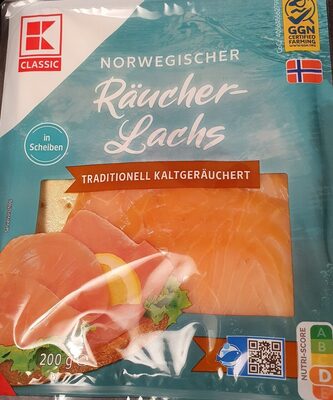 K
CLASSIC
GGN
CERTIFIED
FARMING
NORWEGISCHER
Räucher-
Lachs
in
Scheiben
TRADITIONELL KALTGERÄUCHERT
200 g
NUTRI-SCORE
A
B
D